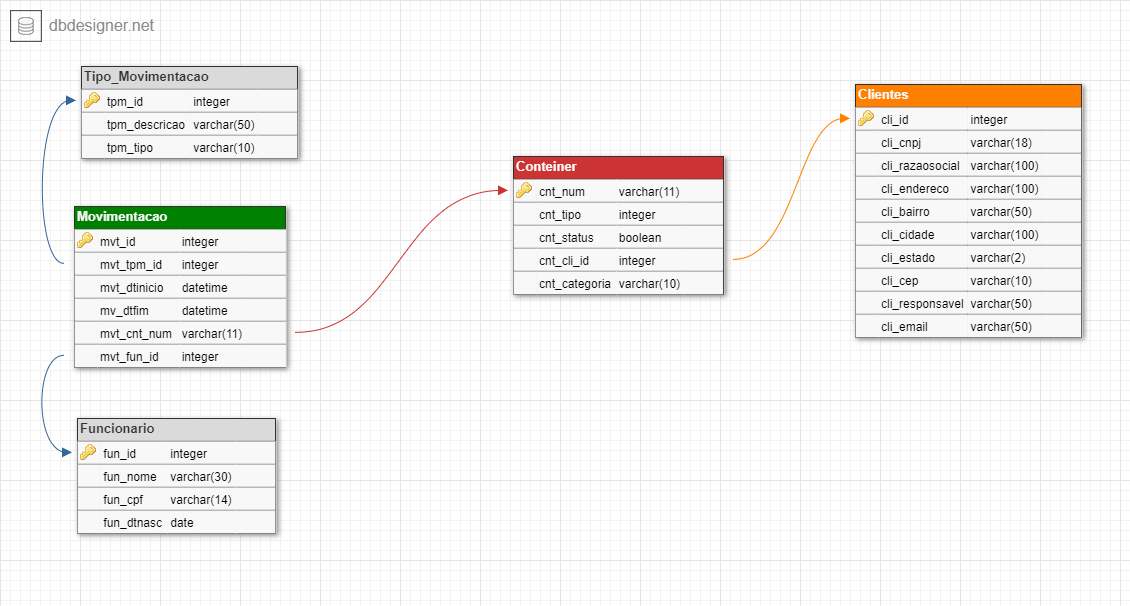 dbdesigner.net
Tipo_Movimentacao
tpm_id integer
tpm_descricao varchar(50)
tpm_tipo varchar(10)
Movimentacao
mvt_id integer
mvt_tpm_id integer
mvt_dtinicio datetime
mv_dtfim datetime
mvt_cnt_num varchar(11)
mvt_fun_id integer
Funcionario
fun_id integer
fun_nome varchar(30)
fun_cpf varchar(14)
fun_dtnasc date
Conteiner
cnt_num varchar(11)
cnt_tipo integer
cnt_status boolean
cnt_cli_id integer
cnt_categoria varchar(10)
Clientes
cli_id integer
cli_cnpj varchar(18)
cli_razaosocial varchar(100)
cli_endereco varchar(100)
cli_bairro varchar(50)
cli_cidade varchar(100)
cli_estado varchar(2)
cli_cep varchar(10)
cli_responsavel varchar(50)
cli_email varchar(50)